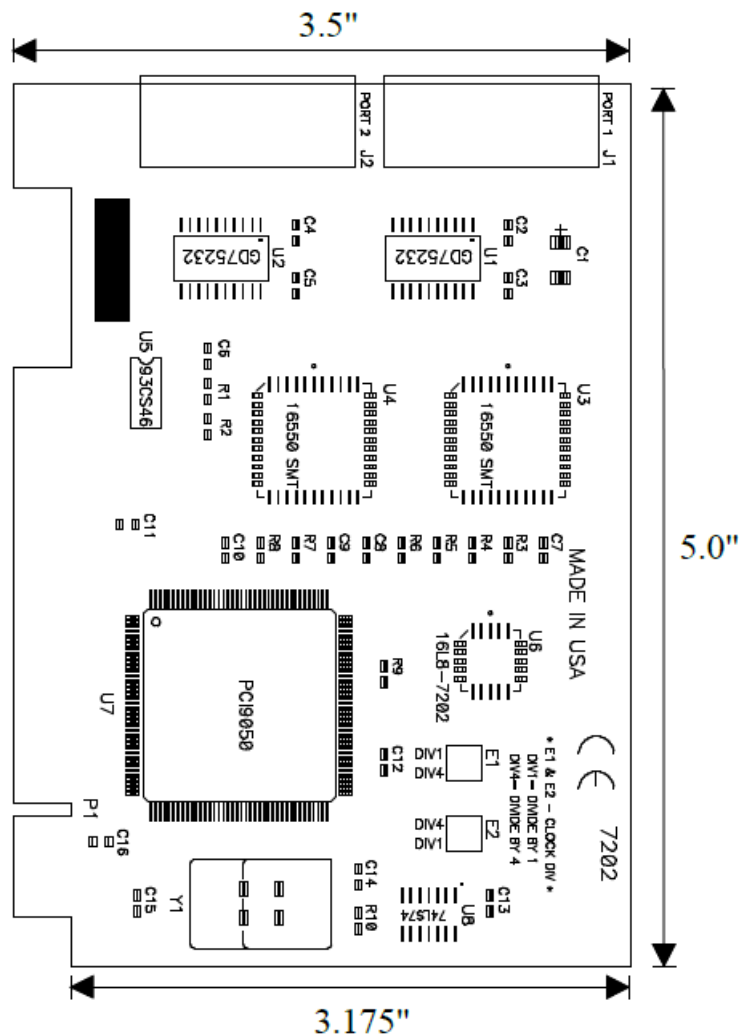 3.5"
PORT 2
J2
PORT 1
J1
C4
C2
C1
GD75232
U2
GD75232
U1
C5
C3
U5
93CS46
C6
R1
R2
U4
16550 SMT
U3
16550 SMT
C11
C10
R8
R7
C9
C8
R6
R5
R4
R3
C7
5.0"
MADE IN USA
U7
PCI9050
R9
U6
16L8-7202
C12
DIV1
DIV4
E1
DIV4
DIV1
E2
* E1 & E2 - CLOCK DIV *
DIV1- DIVIDE BY 1
DIV4- DIVIDE BY 4
CE
7202
P1
C16
C15
Y1
C14
R10
74LS74
U8
C13
3.175"